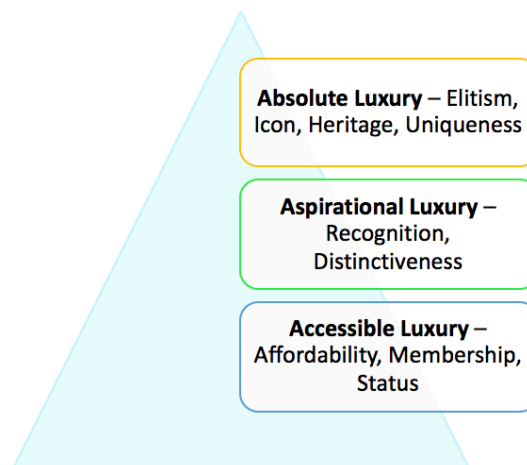 Absolute Luxury – Elitism,
Icon, Heritage, Uniqueness
Aspirational Luxury –
Recognition,
Distinctiveness
Accessible Luxury –
Affordability, Membership,
Status